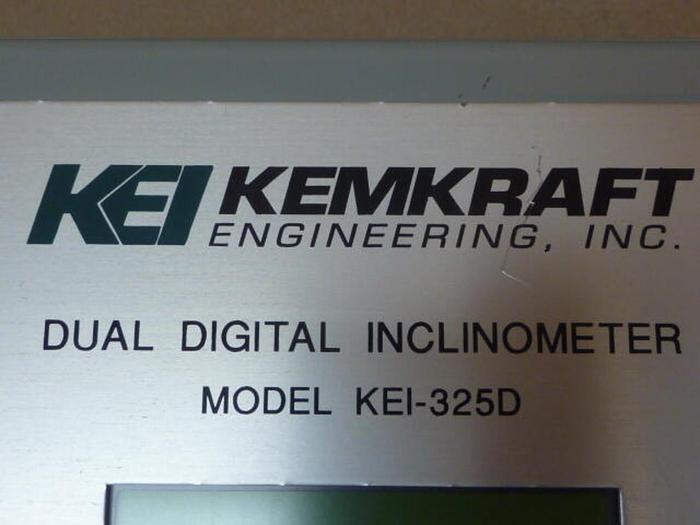 KEI KEMKRAFT
ENGINEERING, INC.
DUAL DIGITAL INCLINOMETER
MODEL KEI-325D